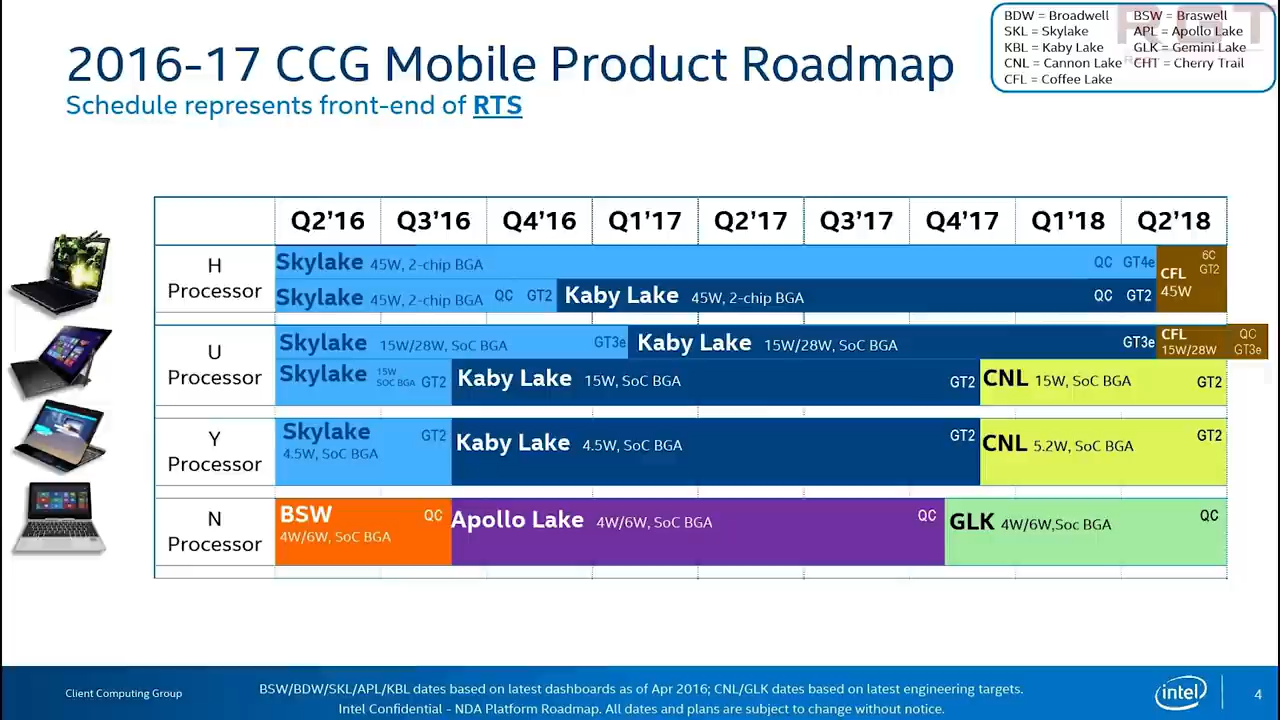 BDW = Broadwell BSW = Braswell
SKL = Skylake APL = Apollo Lake
KBL = Kaby Lake GLK = Gemini Lake
CNL = Cannon Lake CHT = Cherry Trail
CFL = Coffee Lake
RGT
2016-17 CCG Mobile Product Roadmap
Schedule represents front-end of RTS
Q2’16 Q3’16 Q4’16 Q1’17 Q2’17 Q3’17 Q4’17 Q1’18 Q2’18
H
Processor
Skylake 45W, 2-chip BGA QC GT4e
Skylake 45W, 2-chip BGA QC GT2
Kaby Lake 45W, 2-chip BGA QC GT2
6C
GT2
CFL
45W
U
Processor
Skylake 15W/28W, SoC BGA GT3e
Kaby Lake 15W/28W, SoC BGA GT3e
CFL QC
15W/28W GT3e
Skylake 15W
SOC BGA GT2
Kaby Lake 15W, SoC BGA GT2
CNL 15W, SoC BGA GT2
Y
Processor
Skylake GT2
4.5W, SoC BGA
Kaby Lake 4.5W, SoC BGA GT2
CNL 5.2W, SoC BGA GT2
N
Processor
BSW QC
4W/6W, SoC BGA
Apollo Lake 4W/6W, SoC BGA QC
GLK 4W/6W,Soc BGA QC
Client Computing Group
BSW/BDW/SKL/APL/KBL dates based on latest dashboards as of Apr 2016; CNL/GLK dates based on latest engineering targets.
Intel Confidential - NDA Platform Roadmap. All dates and plans are subject to change without notice.
intel
4